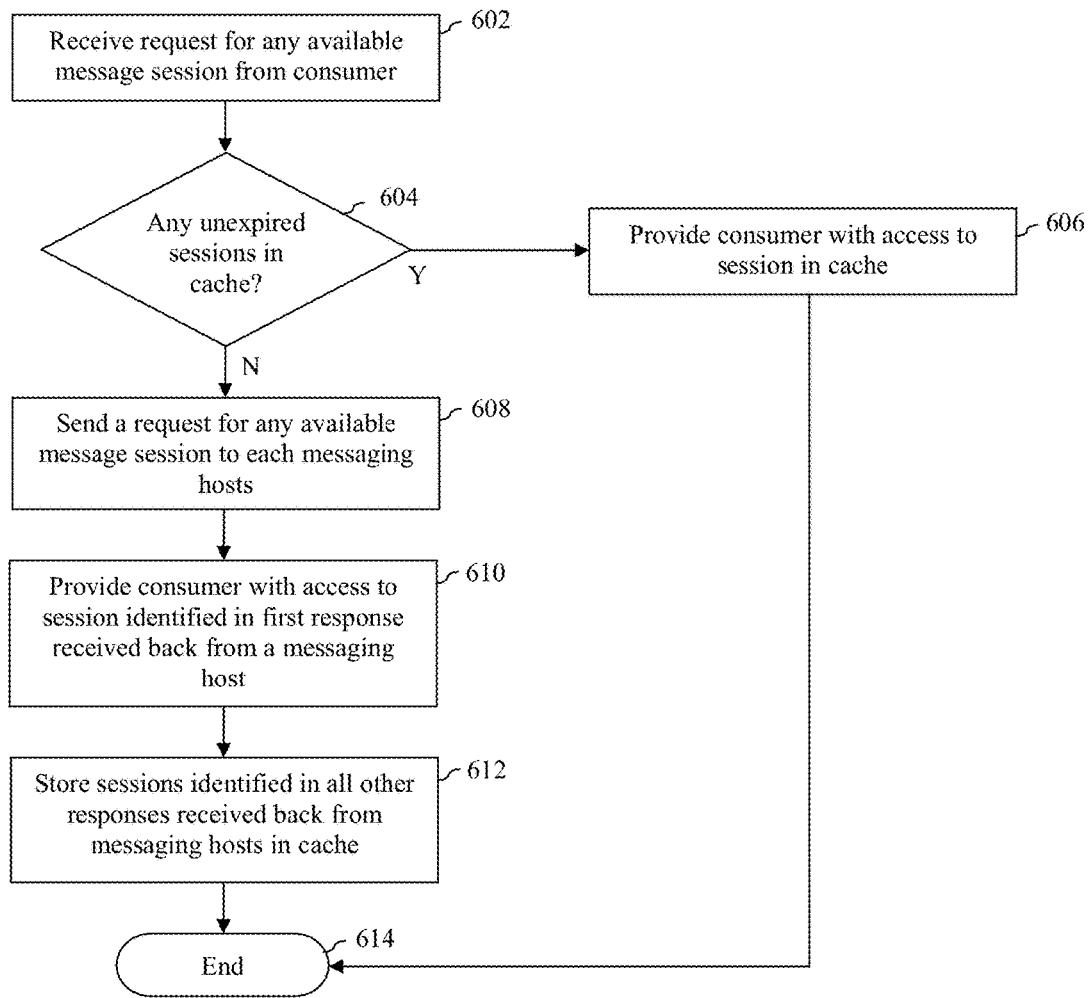 Receive request for any available
message session from consumer
602
Any unexpired
sessions in
cache?
604
Y
Provide consumer with access to
session in cache
606
N
Send a request for any available
message session to each messaging
hosts
608
Provide consumer with access to
session identified in first response
received back from a messaging
host
610
Store sessions identified in all other
responses received back from
messaging hosts in cache
612
End
614